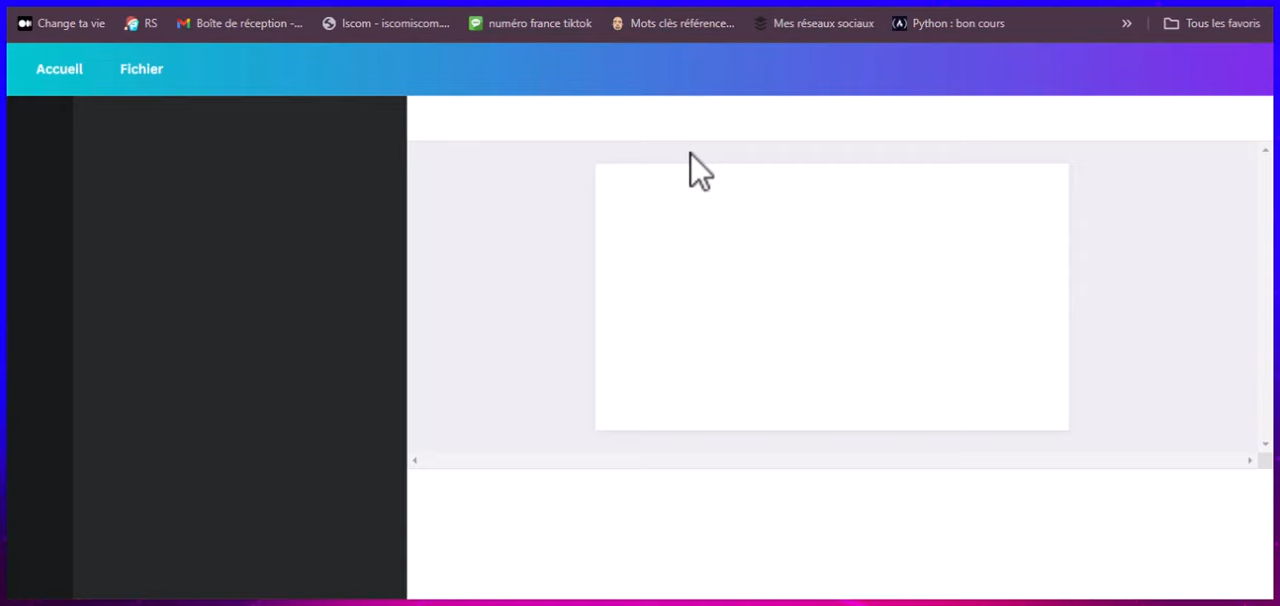 Change ta vie RS Boîte de réception -... Iscom - iscomiscom.... numéro france tiktok Mots clès référence... Mes réseaux sociaux Python : bon cours » Tous les favoris
Accueil Fichier